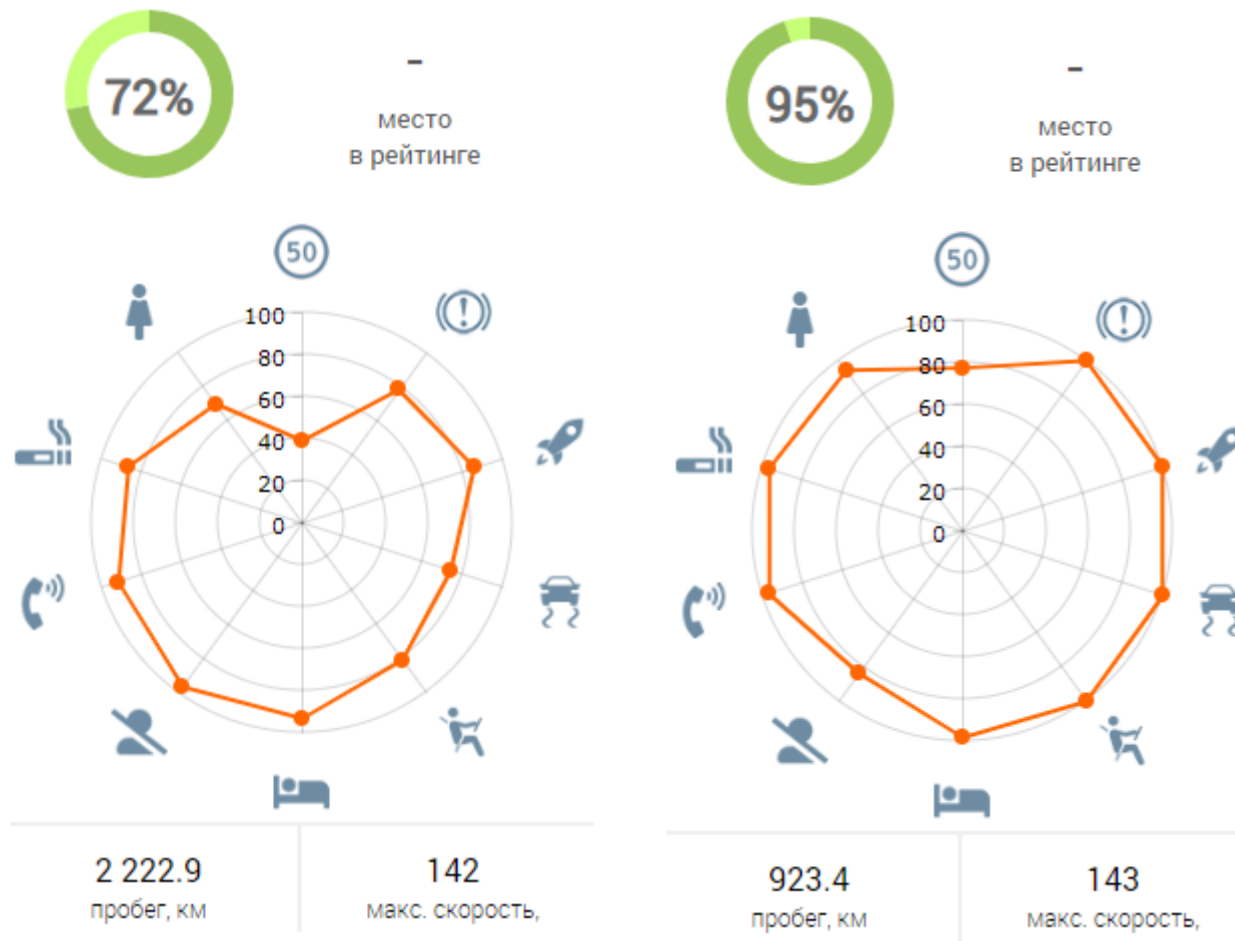 72%
-
место
в рейтинге
50
100
80
60
40
20
0
2 222.9
пробег, км
142
макс. скорость,
95%
-
место
в рейтинге
50
100
80
60
40
20
0
923.4
пробег, км
143
макс. скорость,